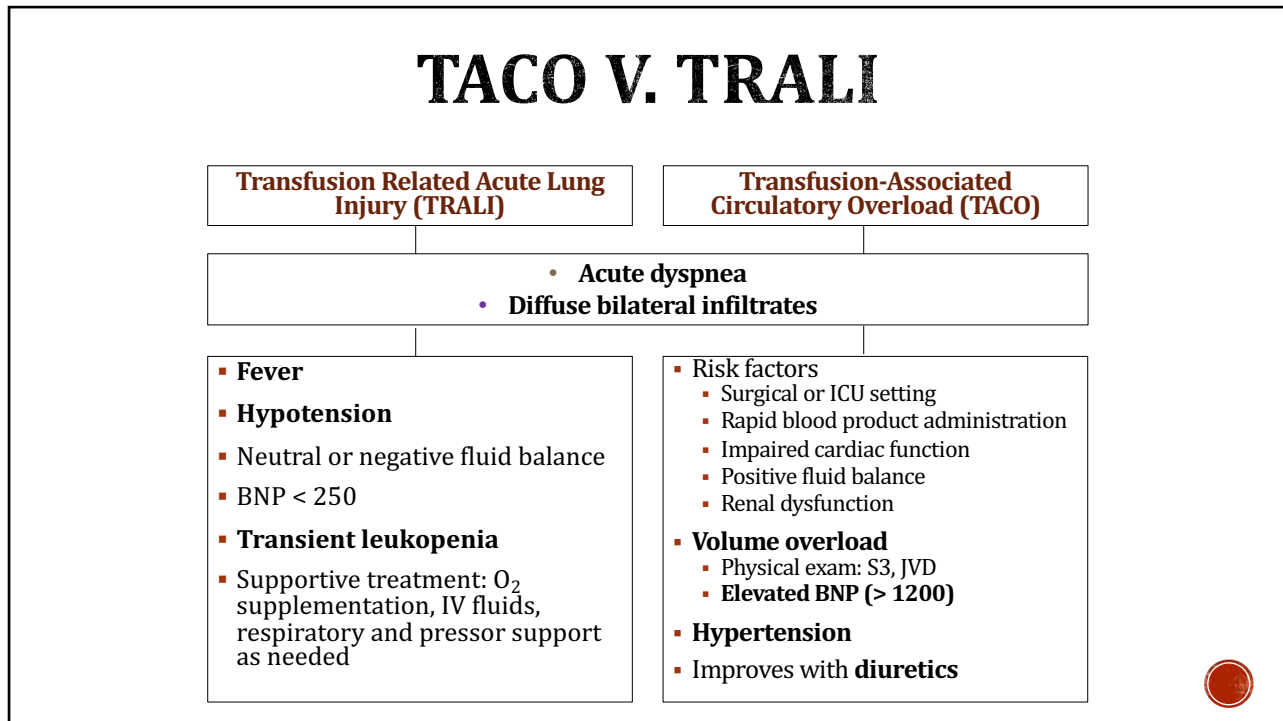 TACO V. TRALI
Transfusion Related Acute Lung
Injury (TRALI)
Transfusion-Associated
Circulatory Overload (TACO)
• Acute dyspnea
• Diffuse bilateral infiltrates
▪ Fever
▪ Hypotension
▪ Neutral or negative fluid balance
▪ BNP < 250
▪ Transient leukopenia
▪ Supportive treatment: O₂
supplementation, IV fluids,
respiratory and pressor support
as needed
▪ Risk factors
▪ Surgical or ICU setting
▪ Rapid blood product administration
▪ Impaired cardiac function
▪ Positive fluid balance
▪ Renal dysfunction
▪ Volume overload
▪ Physical exam: S3, JVD
▪ Elevated BNP (> 1200)
▪ Hypertension
▪ Improves with diuretics